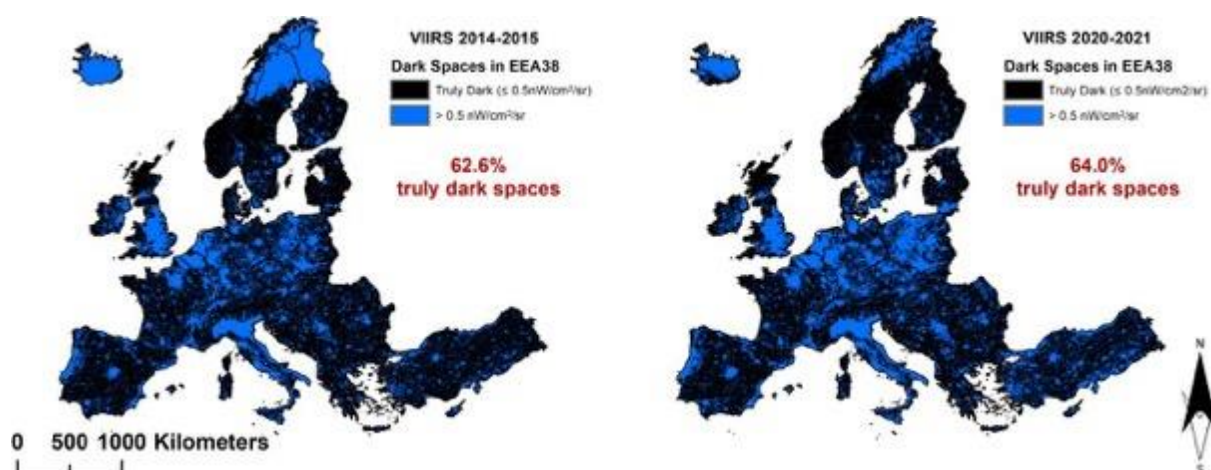 VIIRS 2014-2015
Dark Spaces in EEA38
Truly Dark (≤ 0.5nW/cm²/sr)
> 0.5 nW/cm²/sr
62.6%
truly dark spaces
0 500 1000 Kilometers
VIIRS 2020-2021
Dark Spaces in EEA38
Truly Dark (≤ 0.5nW/cm2/sr)
> 0.5 nW/cm²/sr
64.0%
truly dark spaces
N
S